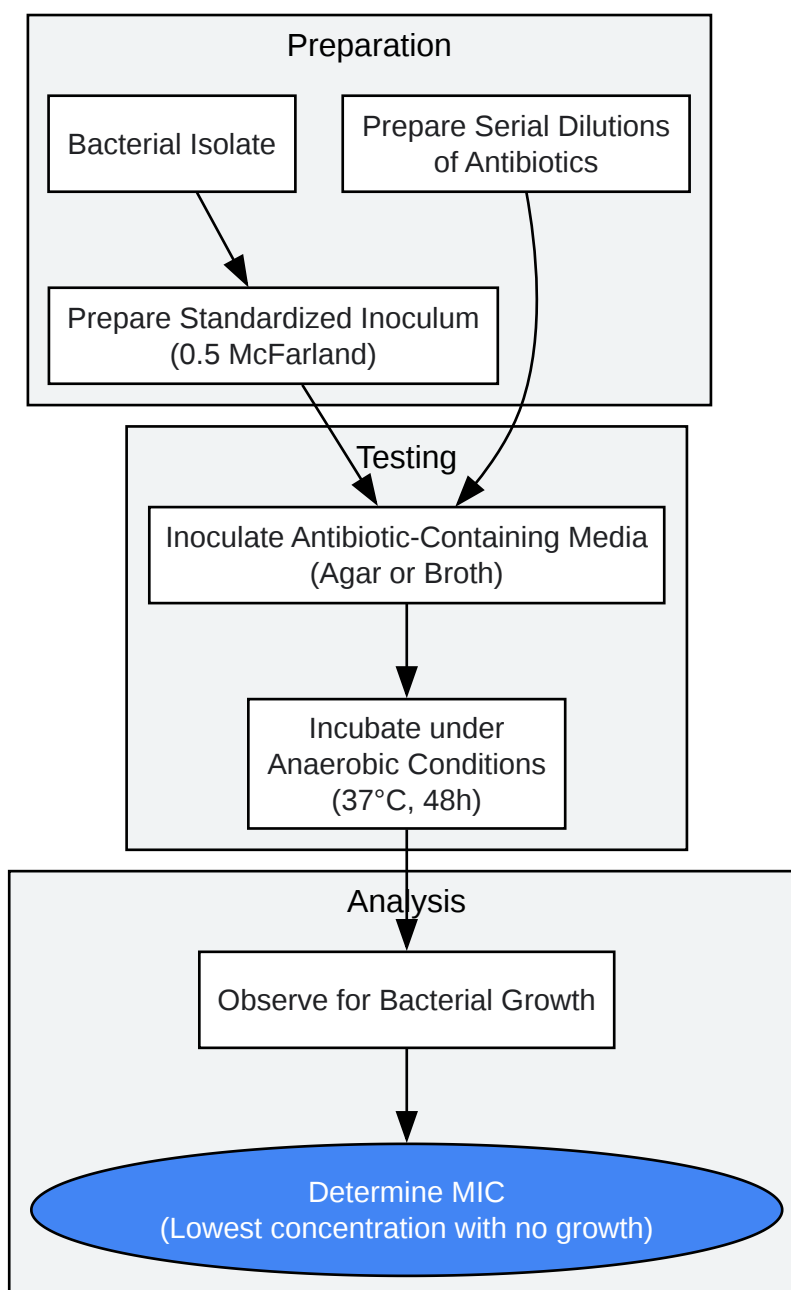 Preparation
Bacterial Isolate
Prepare Serial Dilutions
of Antibiotics
Prepare Standardized Inoculum
(0.5 McFarland)
Testing
Inoculate Antibiotic-Containing Media
(Agar or Broth)
Incubate under
Anaerobic Conditions
(37°C, 48h)
Analysis
Observe for Bacterial Growth
Determine MIC
(Lowest concentration with no growth)